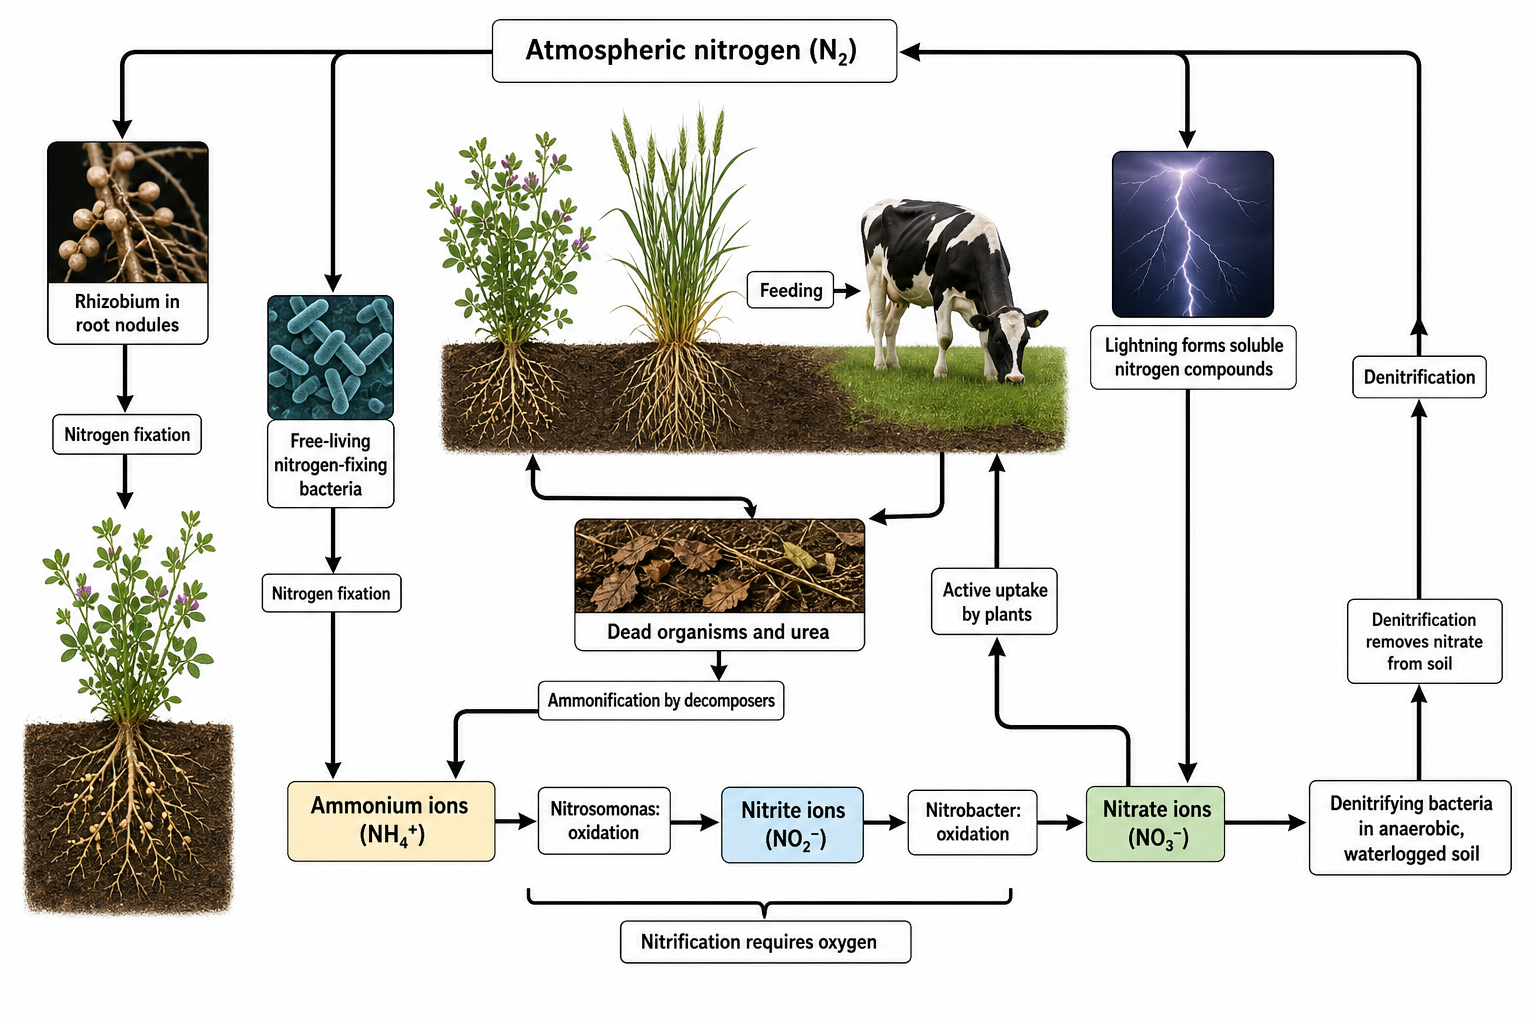 Atmospheric nitrogen (N₂)
Rhizobium in
root nodules
Nitrogen fixation
Free-living
nitrogen-fixing
bacteria
Nitrogen fixation
Feeding
Lightning forms soluble
nitrogen compounds
Denitrification
Dead organisms and urea
Active uptake
by plants
Denitrification
removes nitrate
from soil
Ammonification by decomposers
Ammonium ions
(NH₄⁺)
Nitrosomonas:
oxidation
Nitrite ions
(NO₂⁻)
Nitrobacter:
oxidation
Nitrate ions
(NO₃⁻)
Denitrifying bacteria
in anaerobic,
waterlogged soil
Nitrification requires oxygen